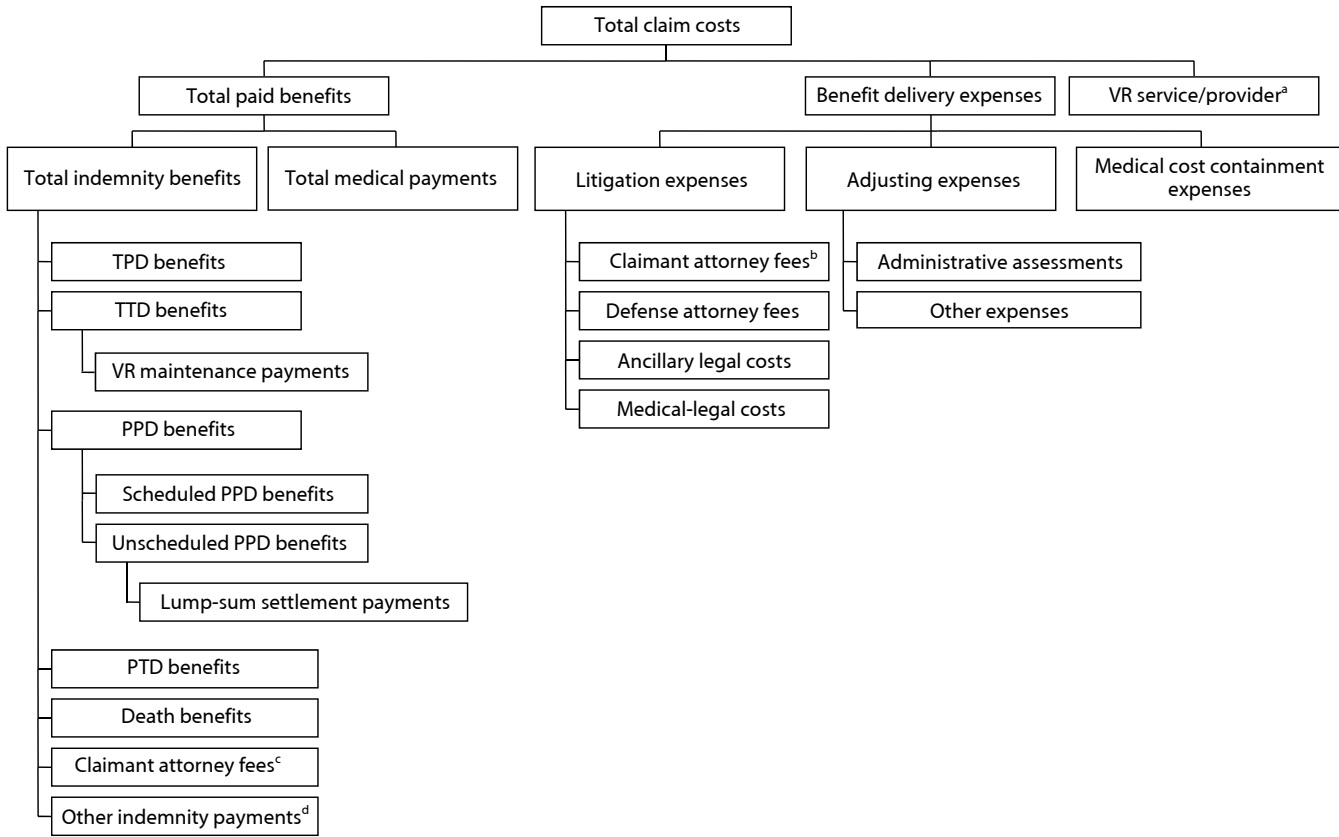 Total claim costs
Total paid benefits
Benefit delivery expenses
VR service/providerᵃ
Total indemnity benefits
Total medical payments
Litigation expenses
Adjusting expenses
Medical cost containment
expenses
TPD benefits
TTD benefits
VR maintenance payments
PPD benefits
Scheduled PPD benefits
Unscheduled PPD benefits
Lump-sum settlement payments
PTD benefits
Death benefits
Claimant attorney feesᶜ
Other indemnity paymentsᵈ
Claimant attorney feesᵇ
Defense attorney fees
Ancillary legal costs
Medical-legal costs
Administrative assessments
Other expenses